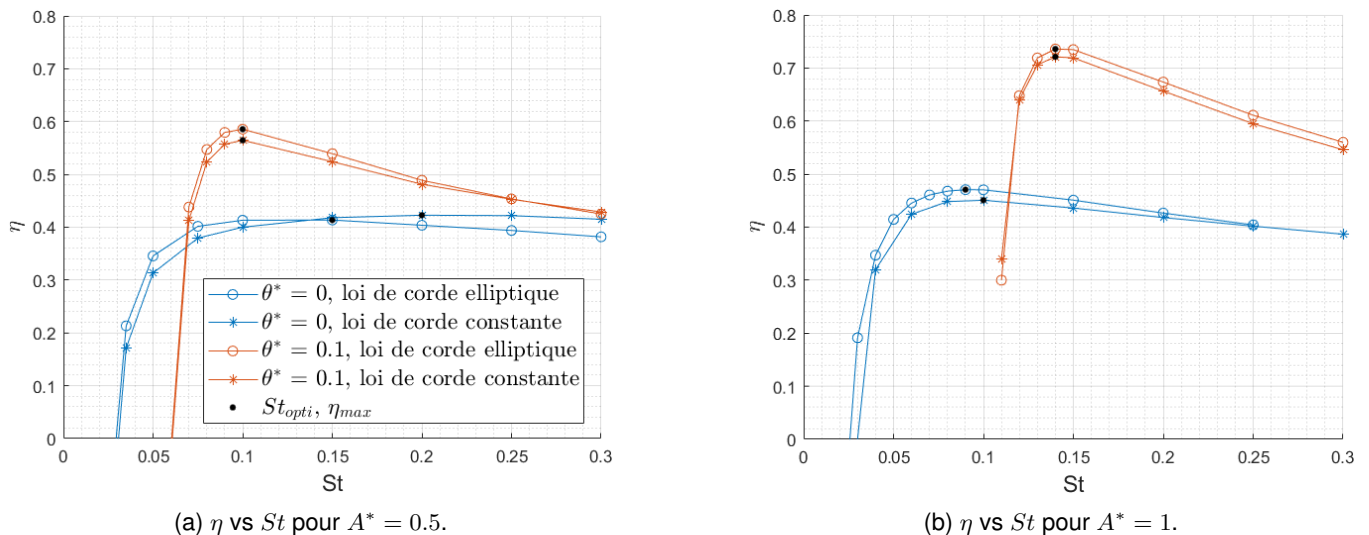 0.8
0.7
0.6
0.5
0.4
0.3
0.2
0.1
0
η
0 0.05 0.1 0.15 0.2 0.25 0.3
St
θ* = 0, loi de corde elliptique
θ* = 0, loi de corde constante
θ* = 0.1, loi de corde elliptique
θ* = 0.1, loi de corde constante
St_{opti}, η_{max}
(a) η vs St pour A* = 0.5.
0.8
0.7
0.6
0.5
0.4
0.3
0.2
0.1
0
η
0 0.05 0.1 0.15 0.2 0.25 0.3
St
(b) η vs St pour A* = 1.